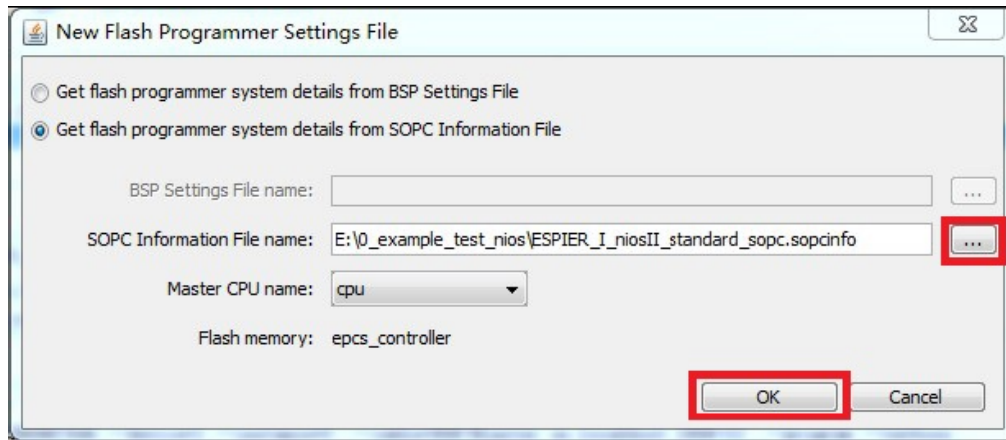 New Flash Programmer Settings File
Get flash programmer system details from BSP Settings File
Get flash programmer system details from SOPC Information File
BSP Settings File name:
...
SOPC Information File name: E:\0_example_test_nios\ESPIER_I_niosII_standard_sopc.sopcinfo ...
Master CPU name: cpu
Flash memory: epcs_controller
OK Cancel